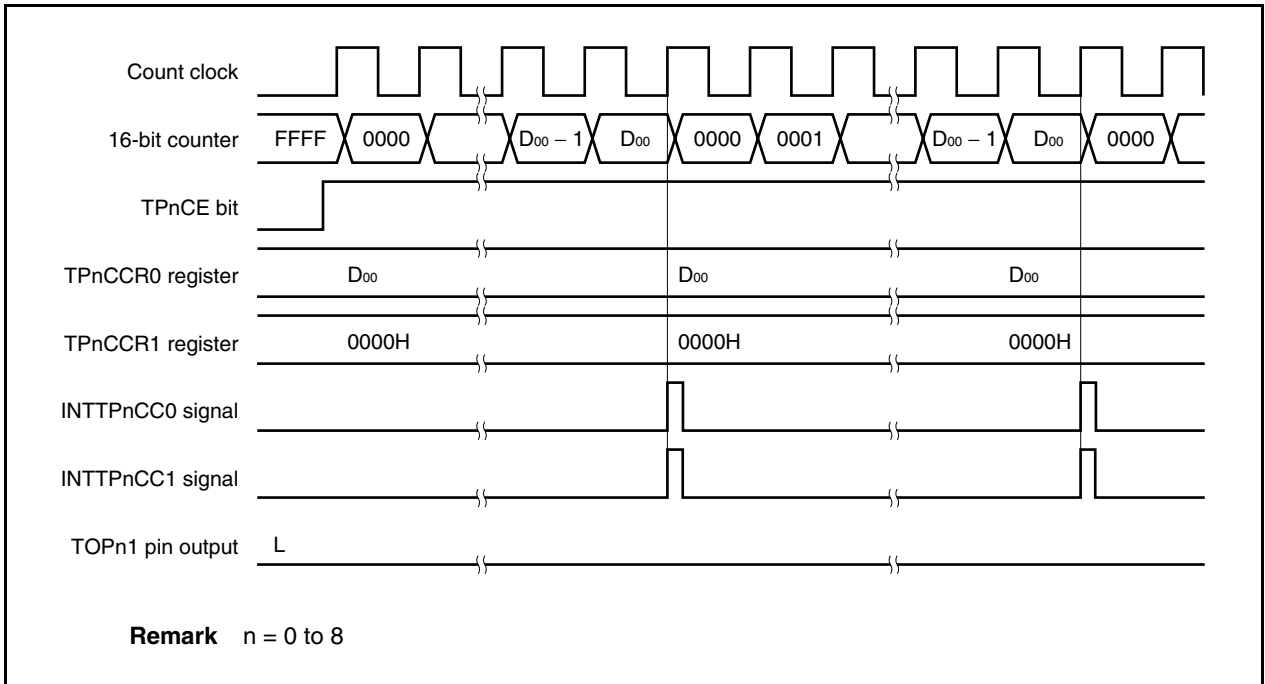 Count clock
16-bit counter FFFF 0000 D00 − 1 D00 0000 0001 D00 − 1 D00 0000
TPnCE bit
TPnCCR0 register D00 D00 D00
TPnCCR1 register 0000H 0000H 0000H
INTTPnCC0 signal
INTTPnCC1 signal
TOPn1 pin output L
Remark n = 0 to 8